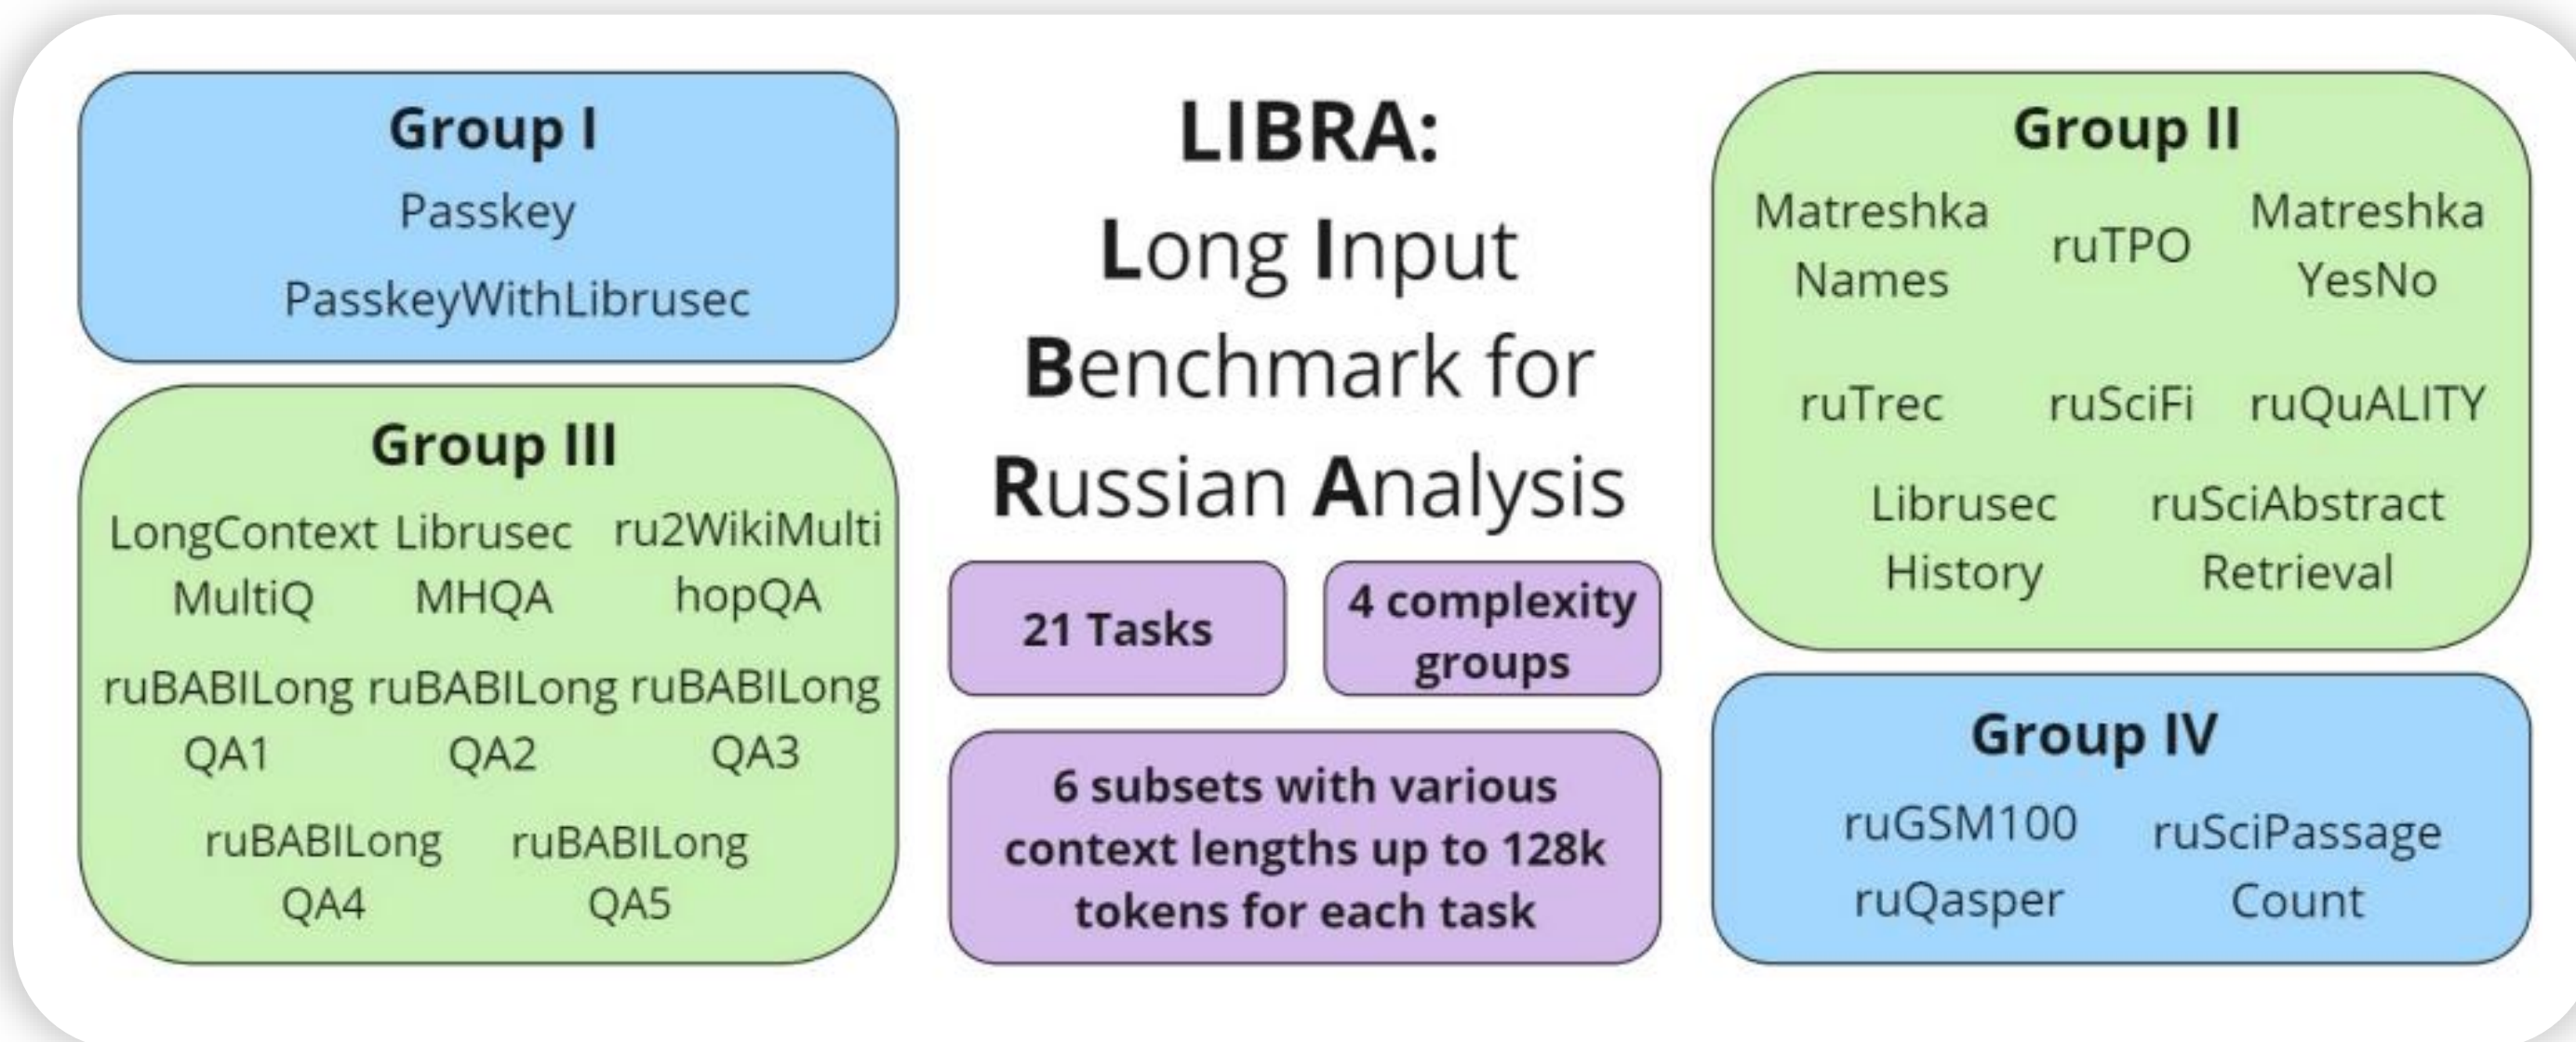 Group I
Passkey
PasskeyWithLibrusec
Group III
LongContext Librusec ru2WikiMulti
MultiQ MHQA hopQA
ruBABILong ruBABILong ruBABILong
QA1 QA2 QA3
ruBABILong ruBABILong
QA4 QA5
LIBRA:
Long Input
Benchmark for
Russian Analysis
21 Tasks
4 complexity
groups
6 subsets with various
context lengths up to 128k
tokens for each task
Group II
Matreshka ruTPO Matreshka
Names YesNo
ruTrec ruSciFi ruQuALITY
Librusec ruSciAbstract
History Retrieval
Group IV
ruGSM100 ruSciPassage
ruQasper Count